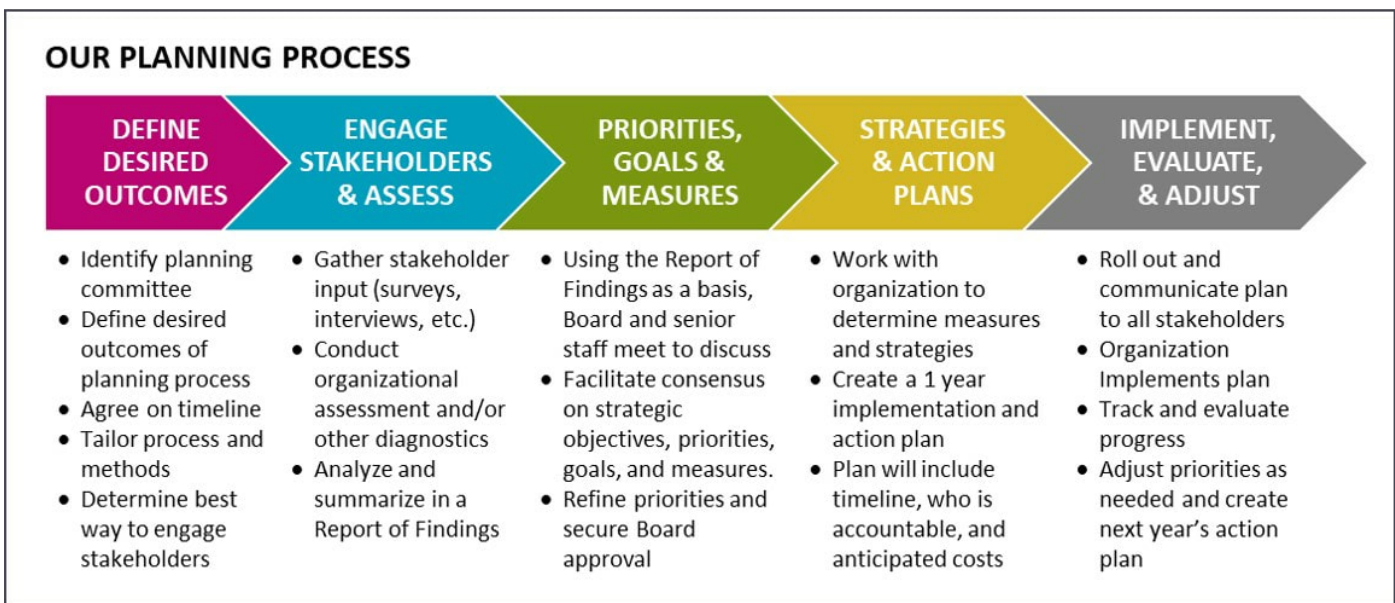 OUR PLANNING PROCESS
DEFINE
DESIRED
OUTCOMES
ENGAGE
STAKEHOLDERS
& ASSESS
PRIORITIES,
GOALS &
MEASURES
STRATEGIES
& ACTION
PLANS
IMPLEMENT,
EVALUATE,
& ADJUST
• Identify planning
committee
• Define desired
outcomes of
planning process
• Agree on timeline
• Tailor process and
methods
• Determine best
way to engage
stakeholders
• Gather stakeholder
input (surveys,
interviews, etc.)
• Conduct
organizational
assessment and/or
other diagnostics
• Analyze and
summarize in a
Report of Findings
• Using the Report of
Findings as a basis,
Board and senior
staff meet to discuss
• Facilitate consensus
on strategic
objectives, priorities,
goals, and measures.
• Refine priorities and
secure Board
approval
• Work with
organization to
determine measures
and strategies
• Create a 1 year
implementation and
action plan
• Plan will include
timeline, who is
accountable, and
anticipated costs
• Roll out and
communicate plan
to all stakeholders
• Organization
Implements plan
• Track and evaluate
progress
• Adjust priorities as
needed and create
next year’s action
plan